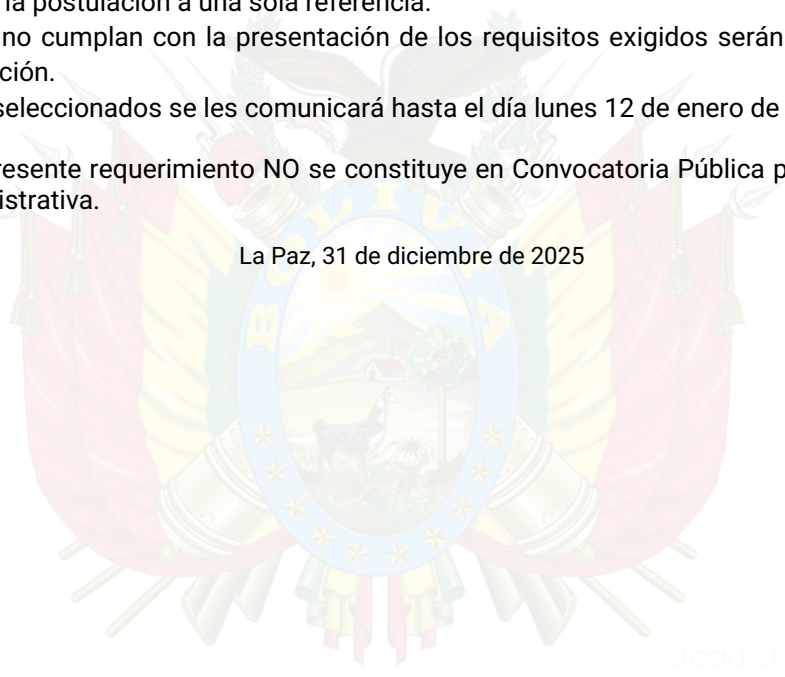 la postulación a una sola referencia.
no cumplan con la presentación de los requisitos exigidos serán
ción.
seleccionados se les comunicará hasta el día lunes 12 de enero de
resente requerimiento NO se constituye en Convocatoria Pública p
istrativa.
La Paz, 31 de diciembre de 2025
BOLIVIA